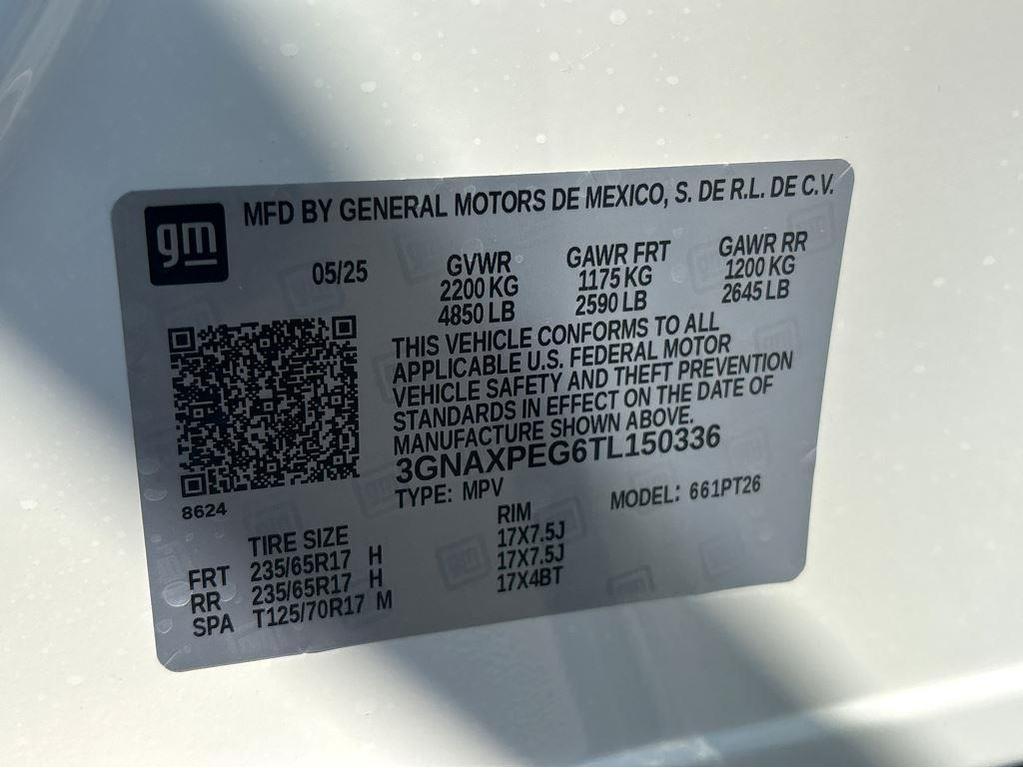 gm
MFD BY GENERAL MOTORS DE MEXICO, S. DE R.L. DE C.V.
05/25
GVWR
2200 KG
4850 LB
GAWR FRT
1175 KG
2590 LB
GAWR RR
1200 KG
2645 LB
THIS VEHICLE CONFORMS TO ALL
APPLICABLE U.S. FEDERAL MOTOR
VEHICLE SAFETY AND THEFT PREVENTION
STANDARDS IN EFFECT ON THE DATE OF
MANUFACTURE SHOWN ABOVE.
3GNAXPEG6TL150336
TYPE: MPV MODEL: 661PT26
8624
TIRE SIZE RIM
FRT 235/65R17 H 17X7.5J
RR 235/65R17 H 17X7.5J
SPA T125/70R17 M 17X4BT